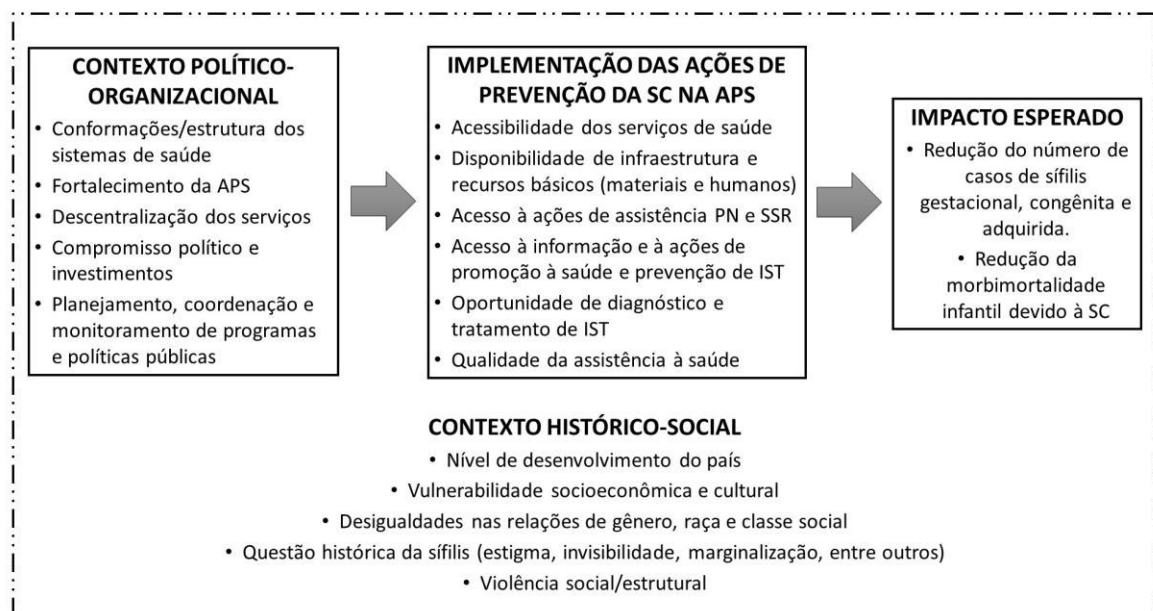 CONTEXTO POLÍTICO-
ORGANIZACIONAL
• Conformações/estrutura dos
sistemas de saúde
• Fortalecimento da APS
• Descentralização dos serviços
• Compromisso político e
investimentos
• Planejamento, coordenação e
monitoramento de programas
e políticas públicas
IMPLEMENTAÇÃO DAS AÇÕES DE
PREVENÇÃO DA SC NA APS
• Acessibilidade dos serviços de saúde
• Disponibilidade de infraestrutura e
recursos básicos (materiais e humanos)
• Acesso à ações de assistência PN e SSR
• Acesso à informação e à ações de
promoção à saúde e prevenção de IST
• Oportunidade de diagnóstico e
tratamento de IST
• Qualidade da assistência à saúde
IMPACTO ESPERADO
• Redução do número de
casos de sífilis
gestacional, congênita e
adquirida.
• Redução da
morbimortalidade
infantil devido à SC
CONTEXTO HISTÓRICO-SOCIAL
• Nível de desenvolvimento do país
• Vulnerabilidade socioeconômica e cultural
• Desigualdades nas relações de gênero, raça e classe social
• Questão histórica da sífilis (estigma, invisibilidade, marginalização, entre outros)
• Violência social/estrutural